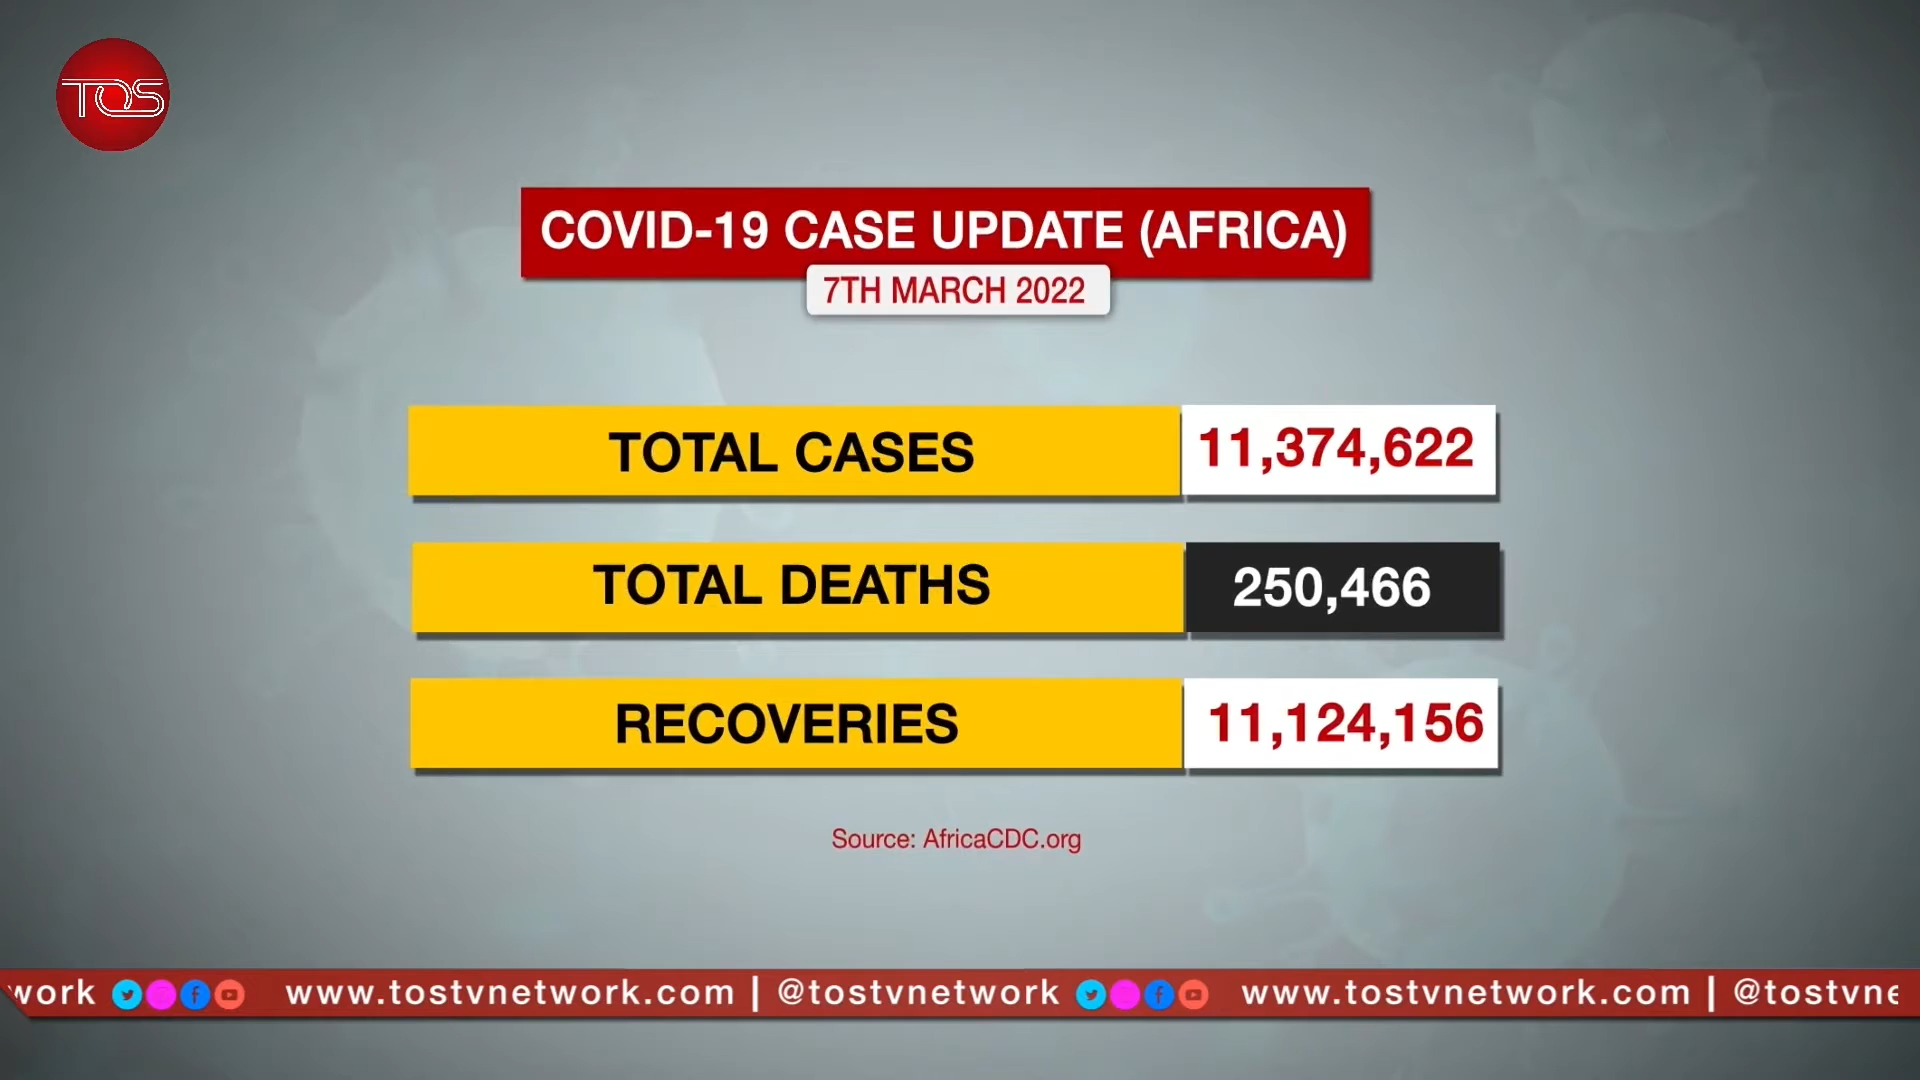 TOS
COVID-19 CASE UPDATE (AFRICA)
7TH MARCH 2022
TOTAL CASES 11,374,622
TOTAL DEATHS 250,466
RECOVERIES 11,124,156
Source: AfricaCDC.org
work www.tostvnetwork.com | @tostvnetwork www.tostvnetwork.com | @tostvne